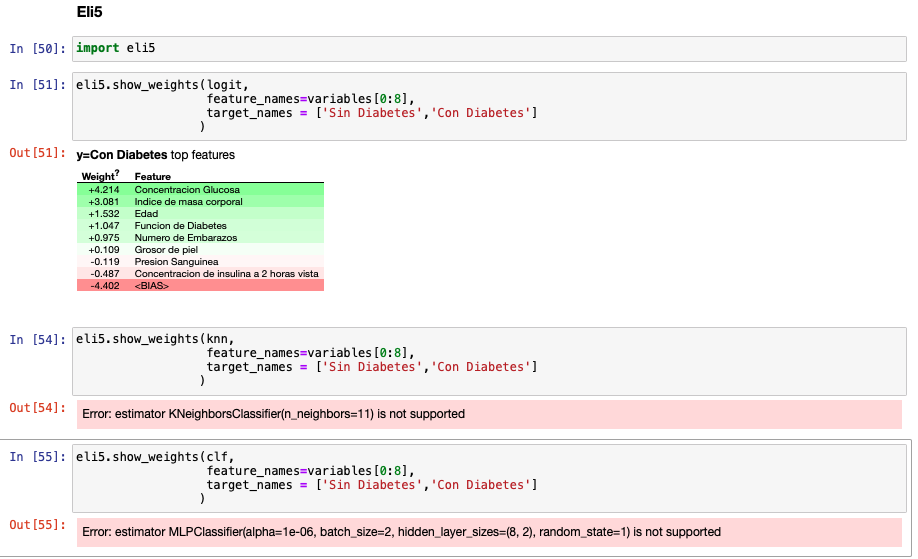 Eli5
In [50]: import eli5
In [51]: eli5.show_weights(logit,
feature_names=variables[0:8],
target_names = ['Sin Diabetes','Con Diabetes']
)
Out[51]: y=Con Diabetes top features
Weight? Feature
+4.214 Concentracion Glucosa
+3.081 Indice de masa corporal
+1.532 Edad
+1.047 Funcion de Diabetes
+0.975 Numero de Embarazos
+0.109 Grosor de piel
-0.119 Presion Sanguinea
-0.487 Concentracion de insulina a 2 horas vista
-4.402 <BIAS>
In [54]: eli5.show_weights(knn,
feature_names=variables[0:8],
target_names = ['Sin Diabetes','Con Diabetes']
)
Out[54]: Error: estimator KNeighborsClassifier(n_neighbors=11) is not supported
In [55]: eli5.show_weights(clf,
feature_names=variables[0:8],
target_names = ['Sin Diabetes','Con Diabetes']
)
Out[55]: Error: estimator MLPClassifier(alpha=1e-06, batch_size=2, hidden_layer_sizes=(8, 2), random_state=1) is not supported